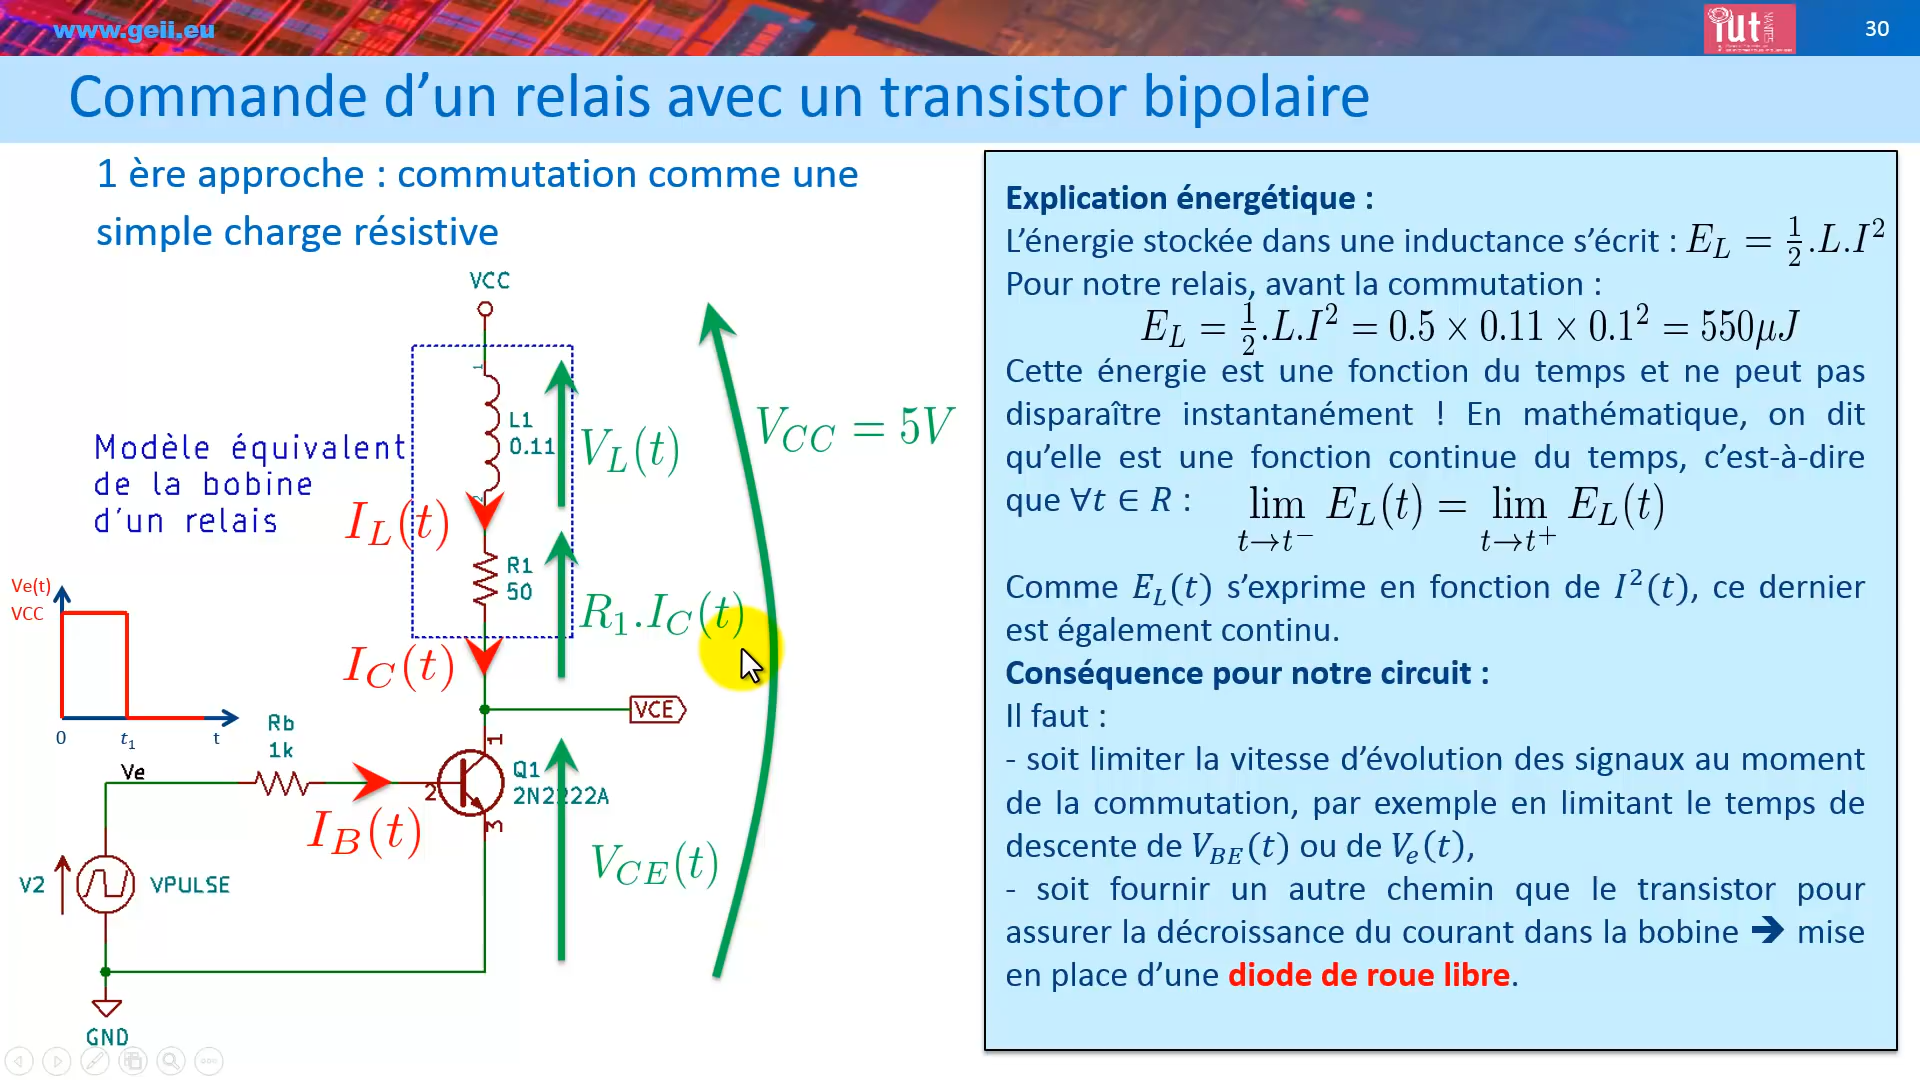 www.geii.eu
iut
NANTES
30
Commande d’un relais avec un transistor bipolaire
1 ère approche : commutation comme une
simple charge résistive
VCC
1
L1
0.11
2
Modèle équivalent
de la bobine
d'un relais
V_L(t)
V_CC = 5V
I_L(t)
R1
50
R_1.I_C(t)
I_C(t)
VCE
Ve(t)
VCC
0
t_1
t
Rb
1k
Ve
I_B(t)
1
2
3
Q1
2N2222A
V_CE(t)
V2
VPULSE
GND
Explication énergétique :
L’énergie stockée dans une inductance s’écrit : E_L = 1/2 .L.I²
Pour notre relais, avant la commutation :
E_L = 1/2 .L.I² = 0.5 × 0.11 × 0.1² = 550µJ
Cette énergie est une fonction du temps et ne peut pas
disparaître instantanément ! En mathématique, on dit
qu’elle est une fonction continue du temps, c’est-à-dire
que ∀t ∈ R : lim t→t⁻ E_L(t) = lim t→t⁺ E_L(t)
Comme E_L(t) s’exprime en fonction de I²(t), ce dernier
est également continu.
Conséquence pour notre circuit :
Il faut :
- soit limiter la vitesse d’évolution des signaux au moment
de la commutation, par exemple en limitant le temps de
descente de V_BE(t) ou de V_e(t),
- soit fournir un autre chemin que le transistor pour
assurer la décroissance du courant dans la bobine ➔ mise
en place d’une diode de roue libre.